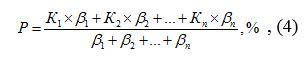 P = (K₁×β₁+K₂×β₂+...+Kₙ×βₙ)/(β₁+β₂+...+βₙ) ,% , (4)